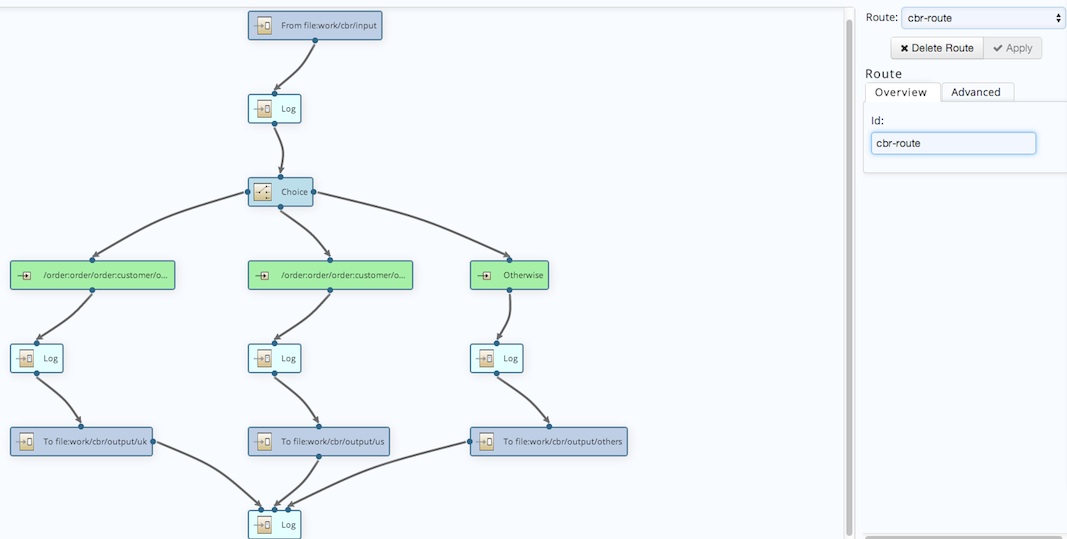 From file:work/cbr/input
Log
Choice
/order:order/order:customer/o...
/order:order/order:customer/o...
Otherwise
Log
Log
Log
To file:work/cbr/output/uk
To file:work/cbr/output/us
To file:work/cbr/output/others
Log
Route:
cbr-route
Delete Route
Apply
Route
Overview
Advanced
Id:
cbr-route